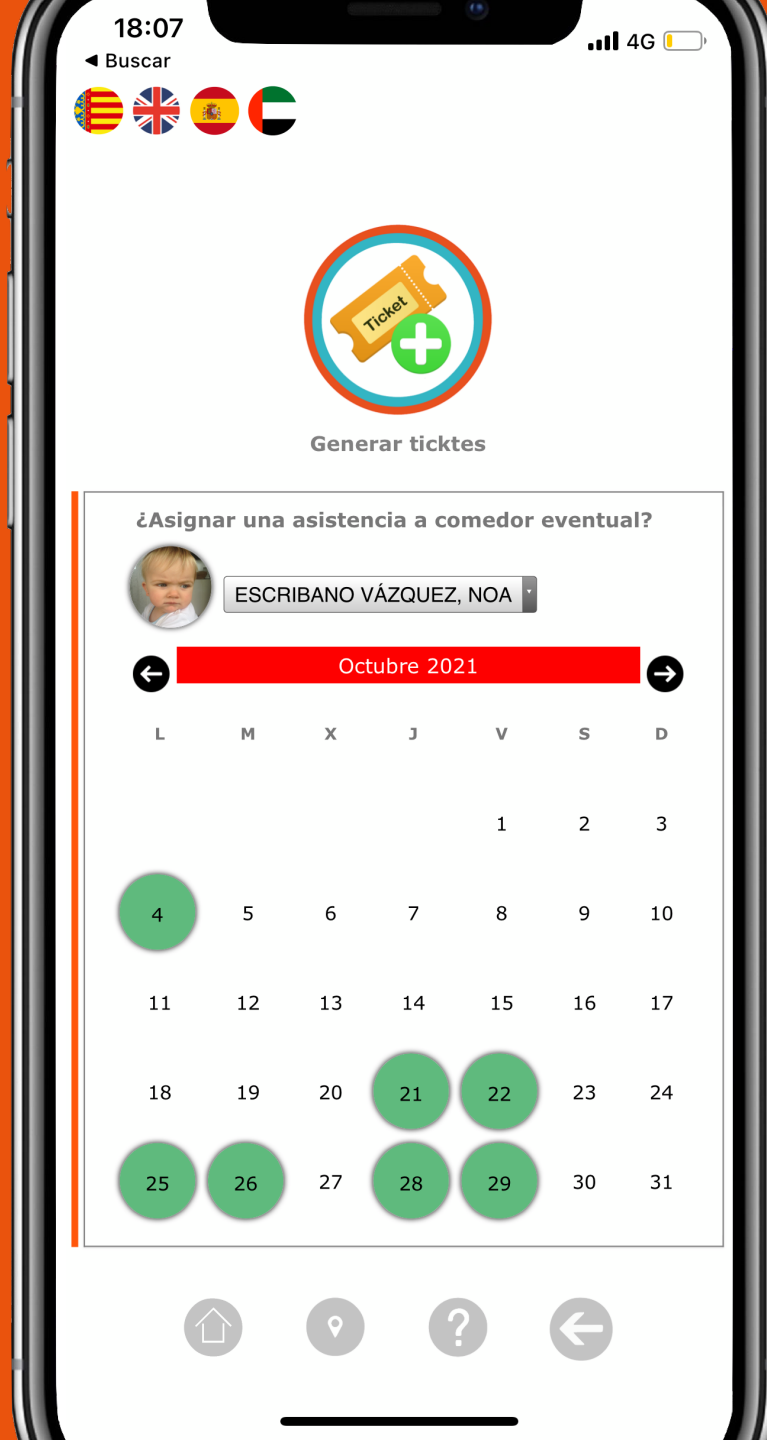 18:07
4G
◀ Buscar
Ticket
Generar ticktes
¿Asignar una asistencia a comedor eventual?
ESCRIBANO VÁZQUEZ, NOA
Octubre 2021
L M X J V S D
1 2 3
4 5 6 7 8 9 10
11 12 13 14 15 16 17
18 19 20 21 22 23 24
25 26 27 28 29 30 31
?